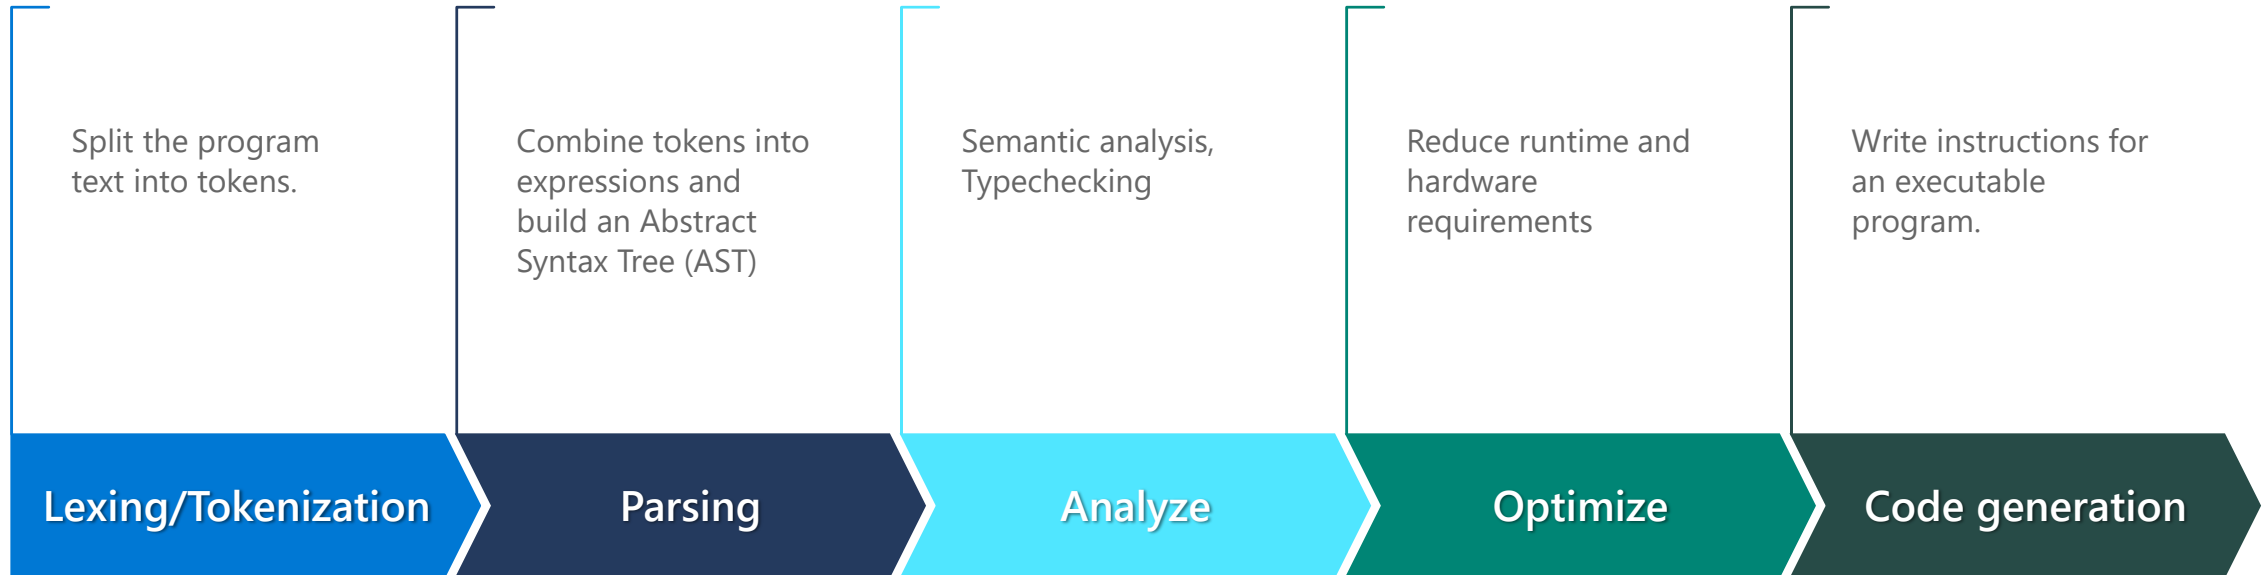 Split the program
text into tokens.
Combine tokens into
expressions and
build an Abstract
Syntax Tree (AST)
Semantic analysis,
Typechecking
Reduce runtime and
hardware
requirements
Write instructions for
an executable
program.
Lexing/Tokenization
Parsing
Analyze
Optimize
Code generation